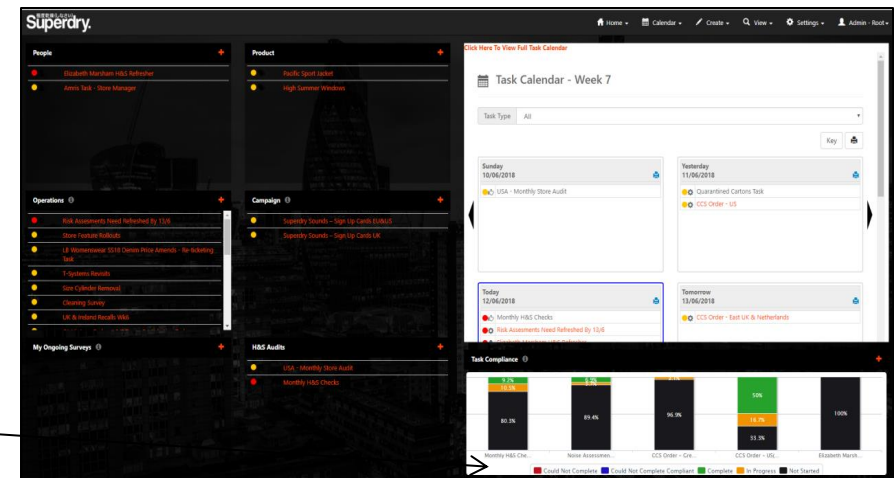 Superdry.
Home
Calendar
Create
View
Settings
Admin - Root
People
Elizabeth Marsham H&S Refresher
Amris Task - Store Manager
Product
Pacific Sport Jacket
High Summer Windows
Operations
Risk Assesments Need Refreshed By 13/6
Store Feature Rollouts
LE Womenswear SS18 Denim Price Amends - Re-ticketing
Task
T-Systems Revisits
Size Cylinder Removal
Cleaning Survey
UK & Ireland Recalls Wk6
Campaign
Superdry Sounds – Sign Up Cards EU&US
Superdry Sounds – Sign Up Cards UK
My Ongoing Surveys
H&S Audits
USA - Monthly Store Audit
Monthly H&S Checks
Click Here To View Full Task Calendar
Task Calendar - Week 7
Task Type All
Key
Sunday
10/06/2018
USA - Monthly Store Audit
Yesterday
11/06/2018
Quarantined Cartons Task
CCS Order - US
Today
12/06/2018
Monthly H&S Checks
Risk Assesments Need Refreshed By 13/6
Tomorrow
13/06/2018
CCS Order - East UK & Netherlands
Task Compliance
9.2%
10.5%
80.3%
89.4%
96.9%
50%
16.7%
33.3%
100%
Monthly H&S Che...
Noise Assessmen...
CCS Order - Gre...
CCS Order - US(...
Elizabeth Marsh...
Could Not Complete Could Not Complete Compliant Complete In Progress Not Started